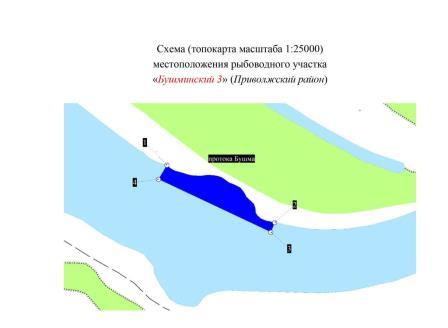 Схема (топокарта масштаба 1:25000)
местоположения рыбоводного участка
«Бушминский 3» (Приволжский район)
1
протока Бушма
4
2
3